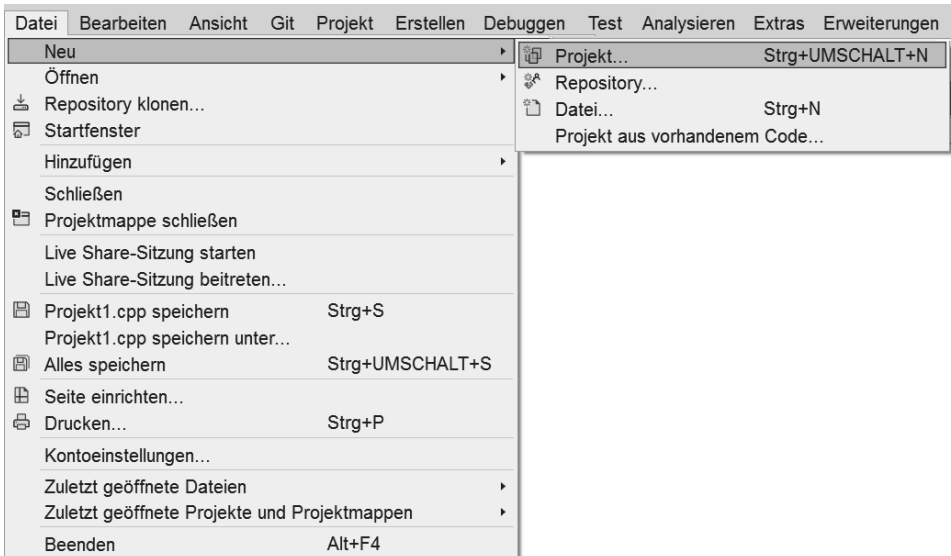 Datei Bearbeiten Ansicht Git Projekt Erstellen Debuggen Test Analysieren Extras Erweiterungen
Neu
Öffnen
Repository klonen...
Startfenster
Hinzufügen
Schließen
Projektmappe schließen
Live Share-Sitzung starten
Live Share-Sitzung beitreten...
Projekt1.cpp speichern Strg+S
Projekt1.cpp speichern unter...
Alles speichern Strg+UMSCHALT+S
Seite einrichten...
Drucken... Strg+P
Kontoeinstellungen...
Zuletzt geöffnete Dateien
Zuletzt geöffnete Projekte und Projektmappen
Beenden Alt+F4
Projekt... Strg+UMSCHALT+N
Repository...
Datei... Strg+N
Projekt aus vorhandenem Code...